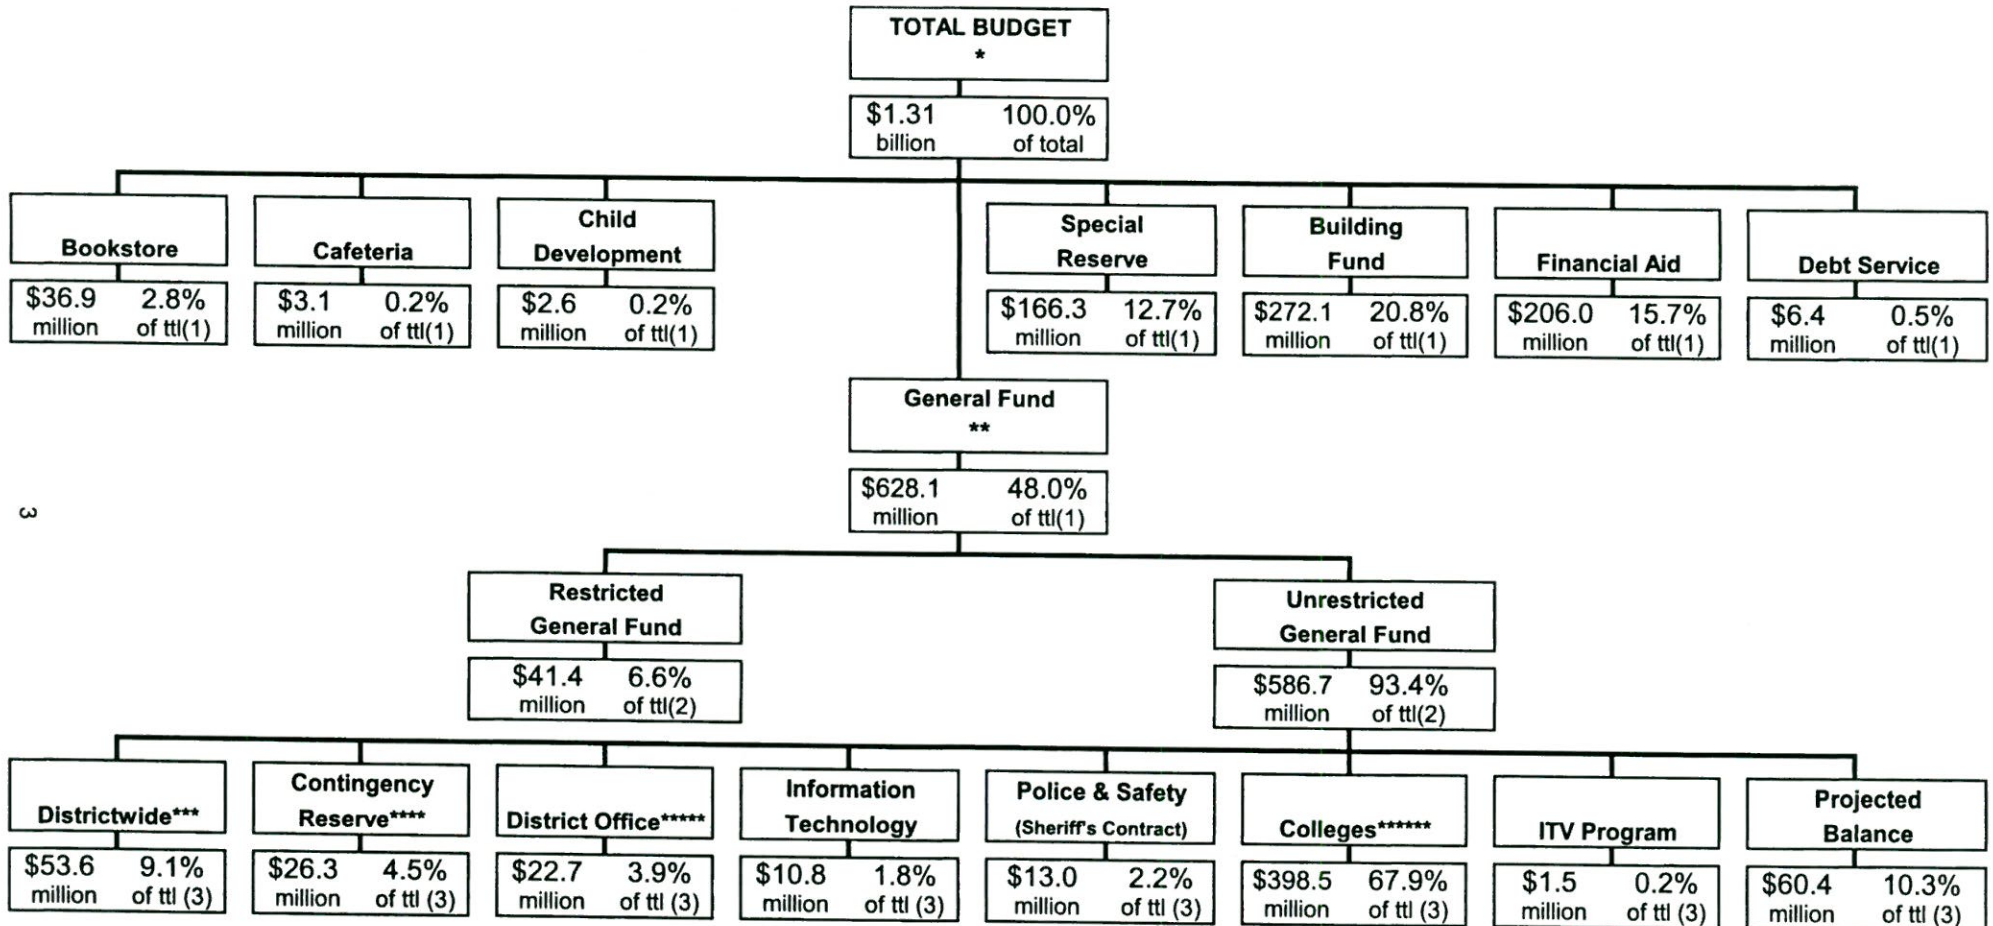 TOTAL BUDGET
*
$1.31 100.0%
billion of total
Bookstore
$36.9 2.8%
million of ttl(1)
Cafeteria
$3.1 0.2%
million of ttl(1)
Child
Development
$2.6 0.2%
million of ttl(1)
Special
Reserve
$166.3 12.7%
million of ttl(1)
Building
Fund
$272.1 20.8%
million of ttl(1)
Financial Aid
$206.0 15.7%
million of ttl(1)
Debt Service
$6.4 0.5%
million of ttl(1)
General Fund
**
$628.1 48.0%
million of ttl(1)
3
Restricted
General Fund
$41.4 6.6%
million of ttl(2)
Unrestricted
General Fund
$586.7 93.4%
million of ttl(2)
Districtwide***
$53.6 9.1%
million of ttl (3)
Contingency
Reserve****
$26.3 4.5%
million of ttl (3)
District Office*****
$22.7 3.9%
million of ttl (3)
Information
Technology
$10.8 1.8%
million of ttl (3)
Police & Safety
(Sheriff's Contract)
$13.0 2.2%
million of ttl (3)
Colleges******
$398.5 67.9%
million of ttl (3)
ITV Program
$1.5 0.2%
million of ttl (3)
Projected
Balance
$60.4 10.3%
million of ttl (3)